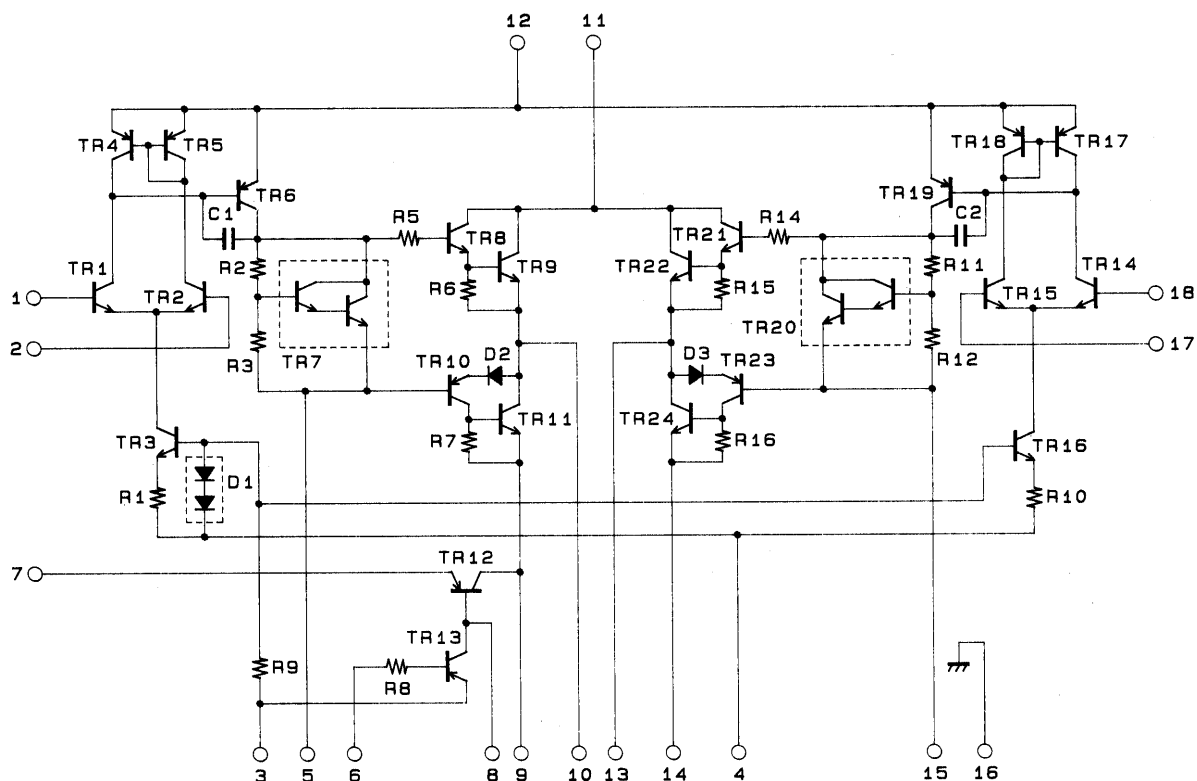 12 11
TR4 TR5 TR18 TR17
TR6 TR19
C1 R5 TR8 TR21 R14 C2
R2 TR9 TR22 R11
TR1 TR2 R6 R15 TR15 TR14
1 18
TR20
2 17
R3 TR7 TR10 D2 D3 TR23 R12
TR11 TR24
TR3 R7 R16 TR16
R1 D1 R10
7 TR12
TR13
R9 R8
3 5 6 8 9 10 13 14 4 15 16